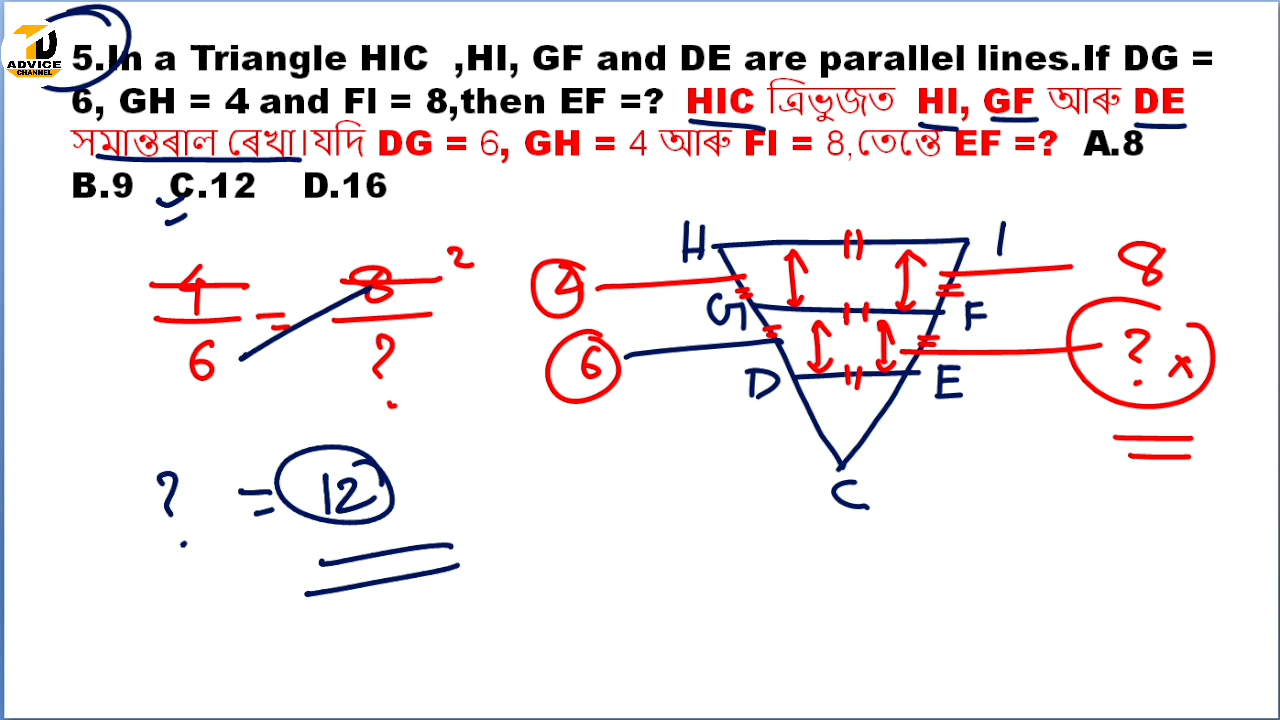 TD
ADVICE
CHANNEL
5.In a Triangle HIC ,HI, GF and DE are parallel lines.If DG =
6, GH = 4 and FI = 8,then EF =? HIC ত্ৰিভুজত HI, GF আৰু DE
সমান্তৰাল ৰেখা।যদি DG = 6, GH = 4 আৰু FI = 8,তেন্তে EF =? A.8
B.9 C.12 D.16
H I
4 8 2 4 8
= G F
6 ? 6 ? x
D E
? = 12
C